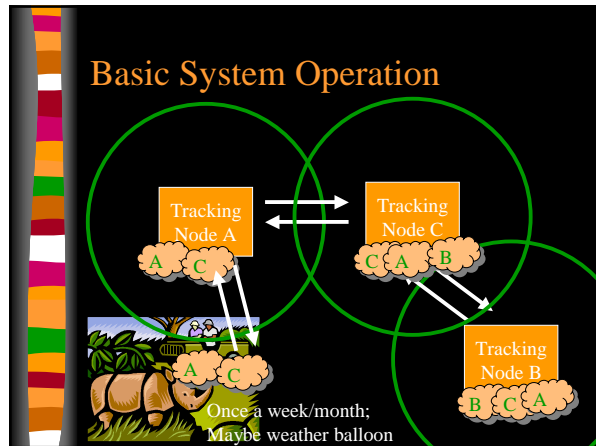 Basic System Operation
Tracking
Node A
A
C
Tracking
Node C
C
A
B
Tracking
Node B
B
C
A
A
C
Once a week/month;
Maybe weather balloon